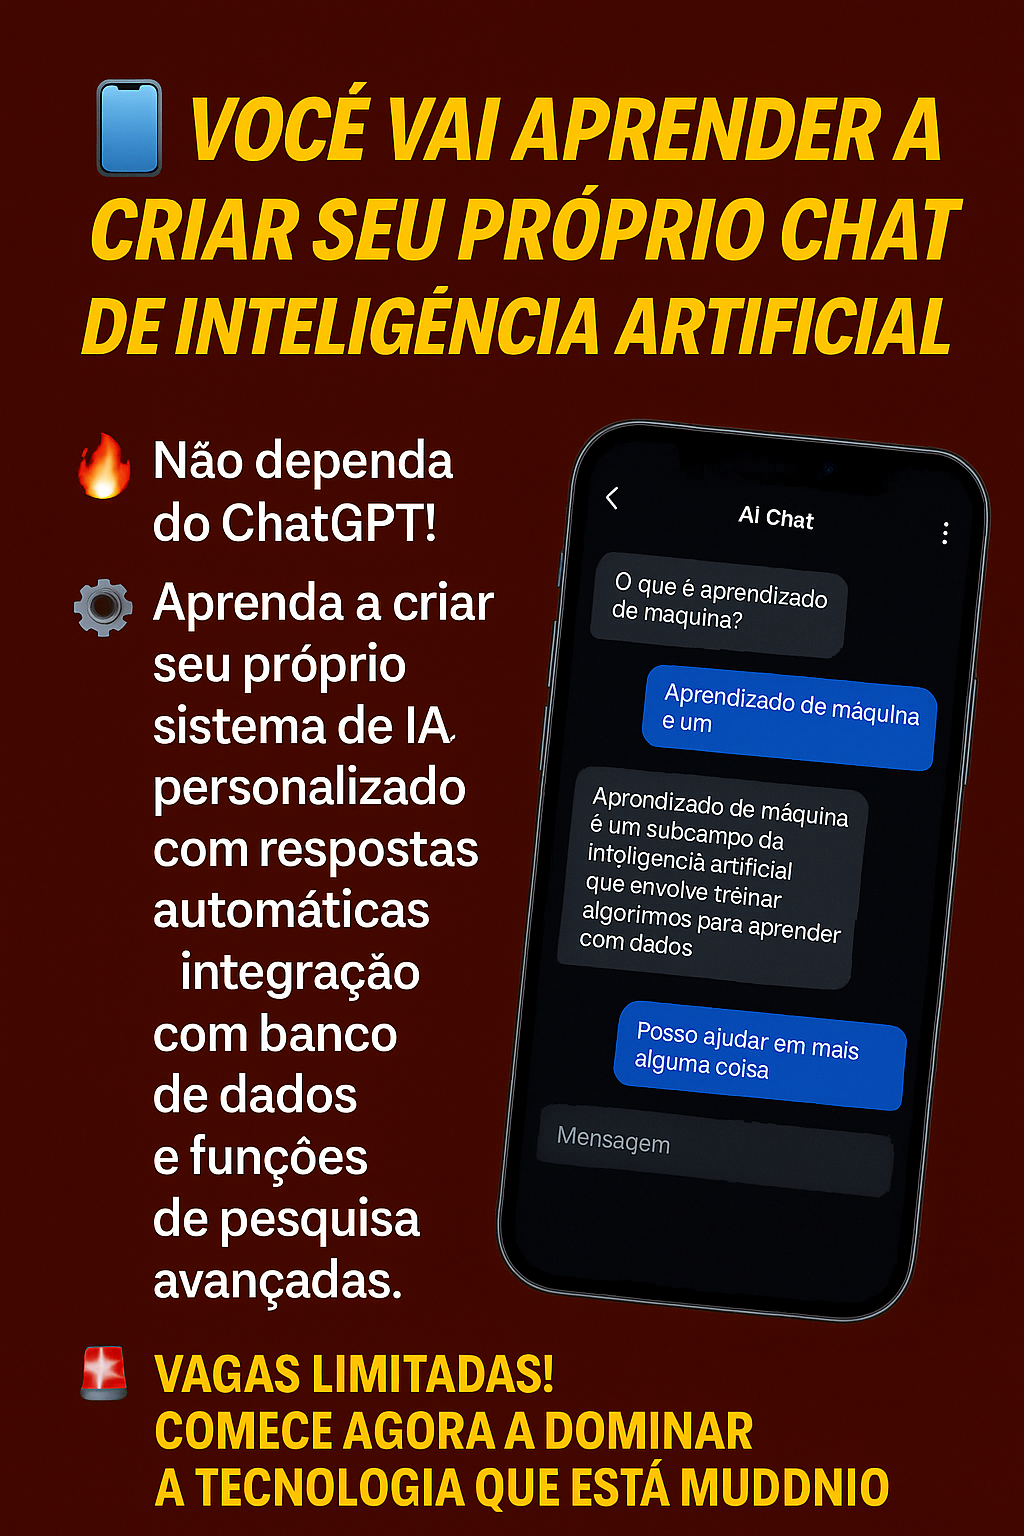 VOCÉ VAI APRENDER A
CRIAR SEU PRÓPRIO CHAT
DE INTELIGÉNCIA ARTIFICIAL
Não dependa
do ChatGPT!
Aprenda a criar
seu próprio
sistema de IA,
personalizado
com respostas
automáticas
integração
com banco
de dados
e funçôes
de pesquisa
avançadas.
Ai Chat
O que é aprendizado
de maquina?
Aprendizado de máqulna
e um
Aprondizado de máquina
é um subcampo da
intoligencià artificial
que envolve trèinar
algorirmos para aprender
com dados
Posso ajudar em mais
alguma coisa
Mensagem
VAGAS LIMITADAS!
COMECE AGORA A DOMINAR
A TECNOLOGIA QUE ESTÁ MUDDNIO